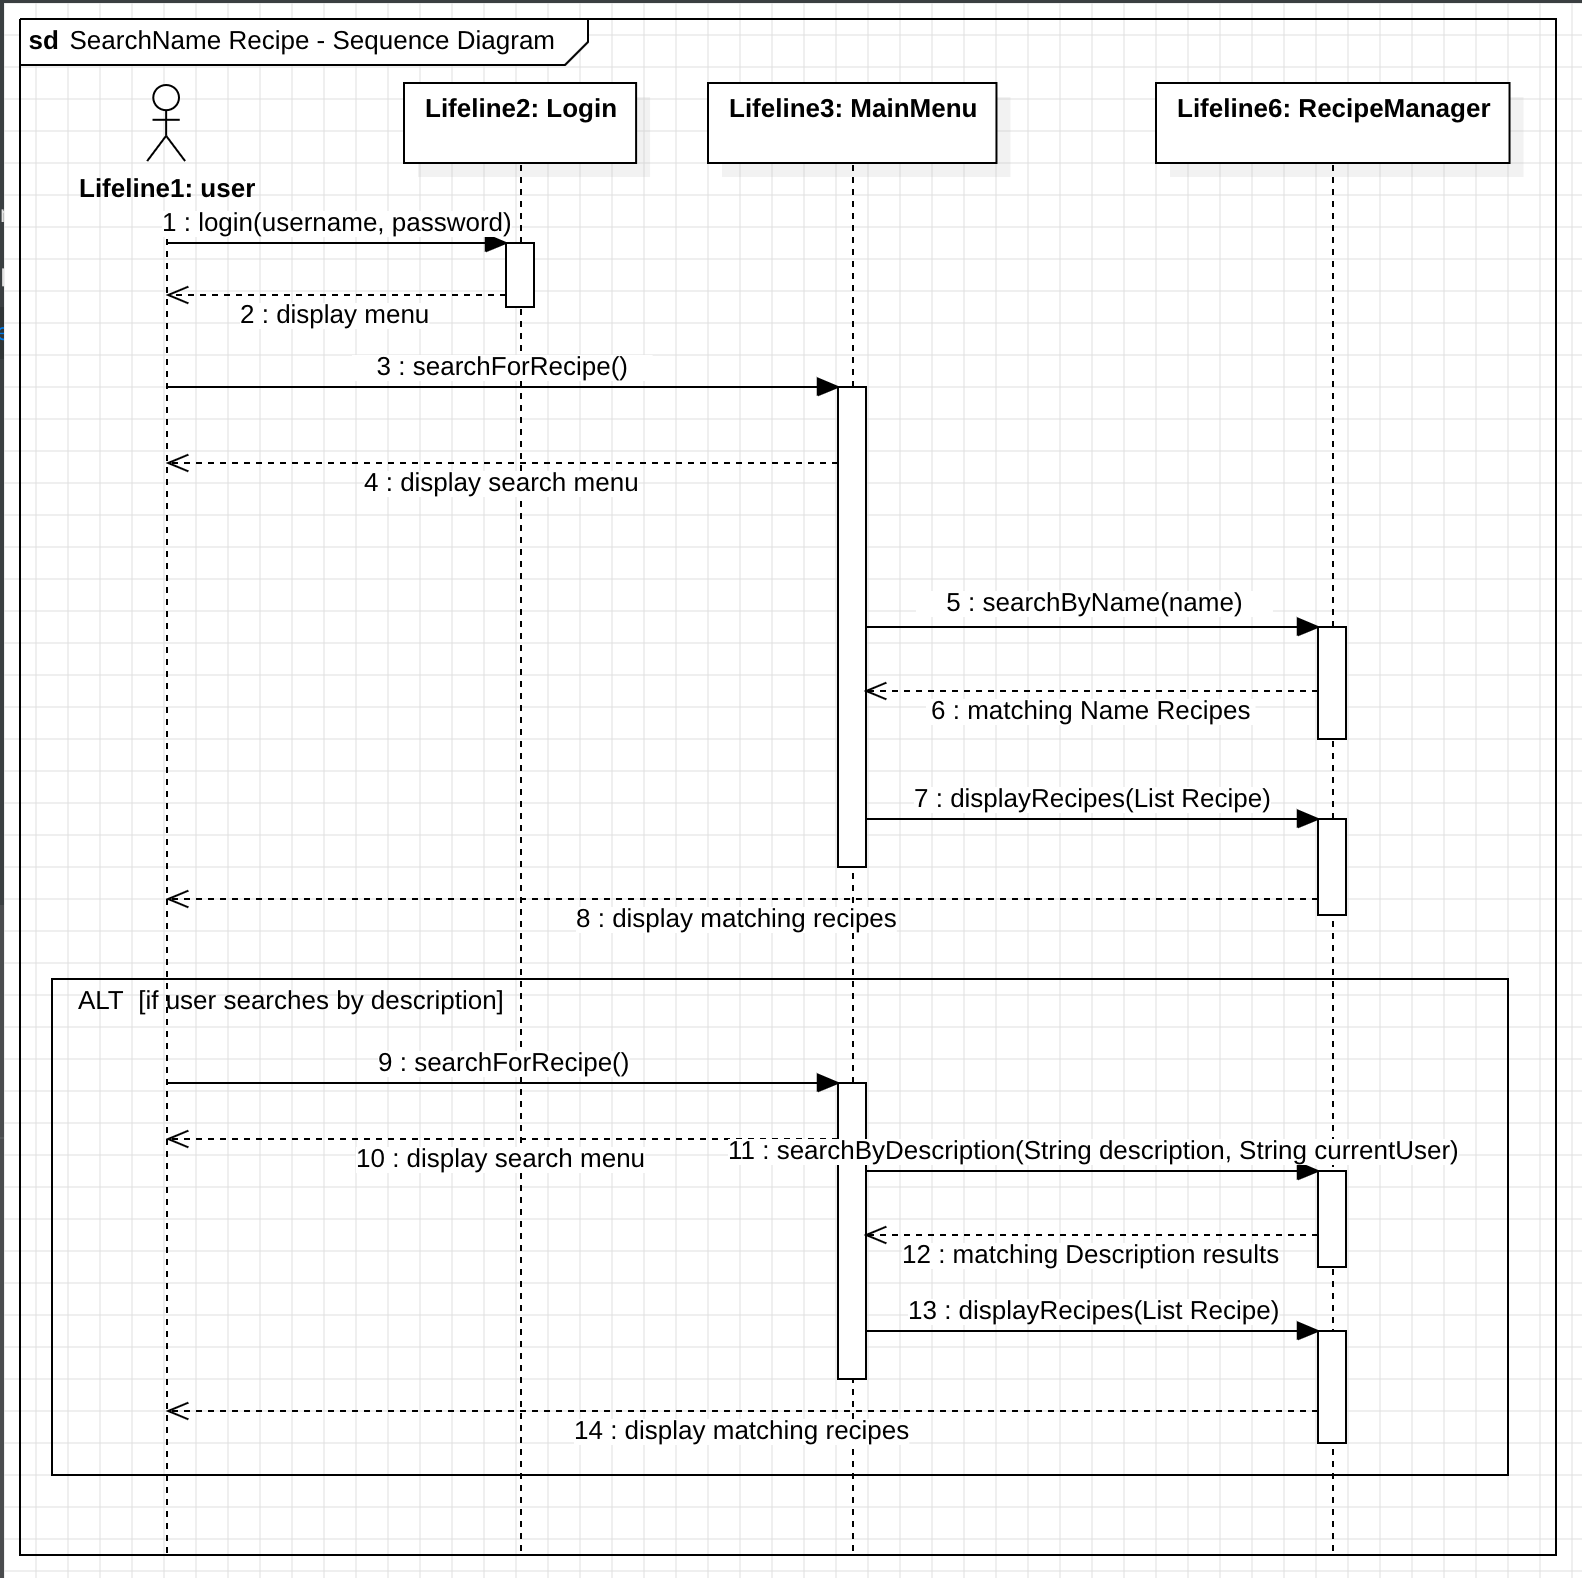 sd SearchName Recipe - Sequence Diagram
Lifeline2: Login
Lifeline3: MainMenu
Lifeline6: RecipeManager
Lifeline1: user
1 : login(username, password)
2 : display menu
3 : searchForRecipe()
4 : display search menu
5 : searchByName(name)
6 : matching Name Recipes
7 : displayRecipes(List Recipe)
8 : display matching recipes
ALT [if user searches by description]
9 : searchForRecipe()
10 : display search menu
11 : searchByDescription(String description, String currentUser)
12 : matching Description results
13 : displayRecipes(List Recipe)
14 : display matching recipes